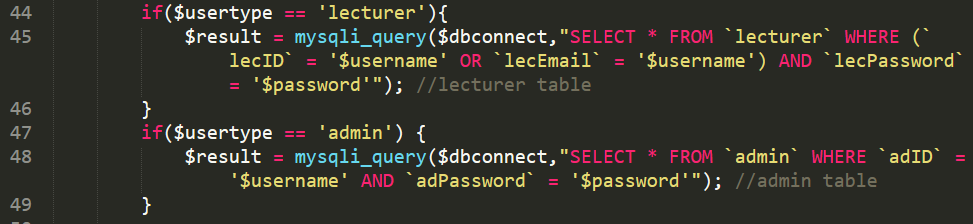 44 if($usertype == 'lecturer'){
45 $result = mysqli_query($dbconnect,"SELECT * FROM `lecturer` WHERE (`
lecID` = '$username' OR `lecEmail` = '$username') AND `lecPassword`
= '$password'"); //lecturer table
46 }
47 if($usertype == 'admin') {
48 $result = mysqli_query($dbconnect,"SELECT * FROM `admin` WHERE `adID` =
'$username' AND `adPassword` = '$password'"); //admin table
49 }